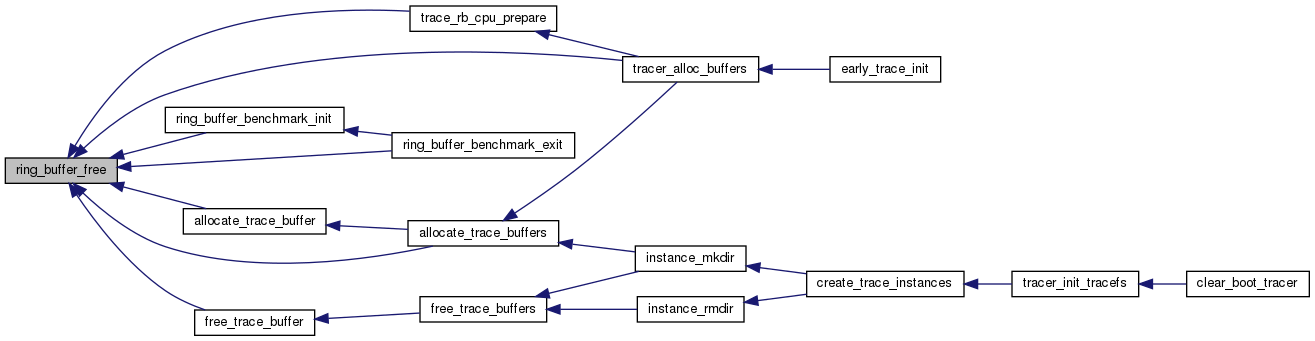 trace_rb_cpu_prepare
tracer_alloc_buffers
early_trace_init
ring_buffer_benchmark_init
ring_buffer_benchmark_exit
ring_buffer_free
allocate_trace_buffer
allocate_trace_buffers
instance_mkdir
create_trace_instances
tracer_init_tracefs
clear_boot_tracer
free_trace_buffers
instance_rmdir
free_trace_buffer